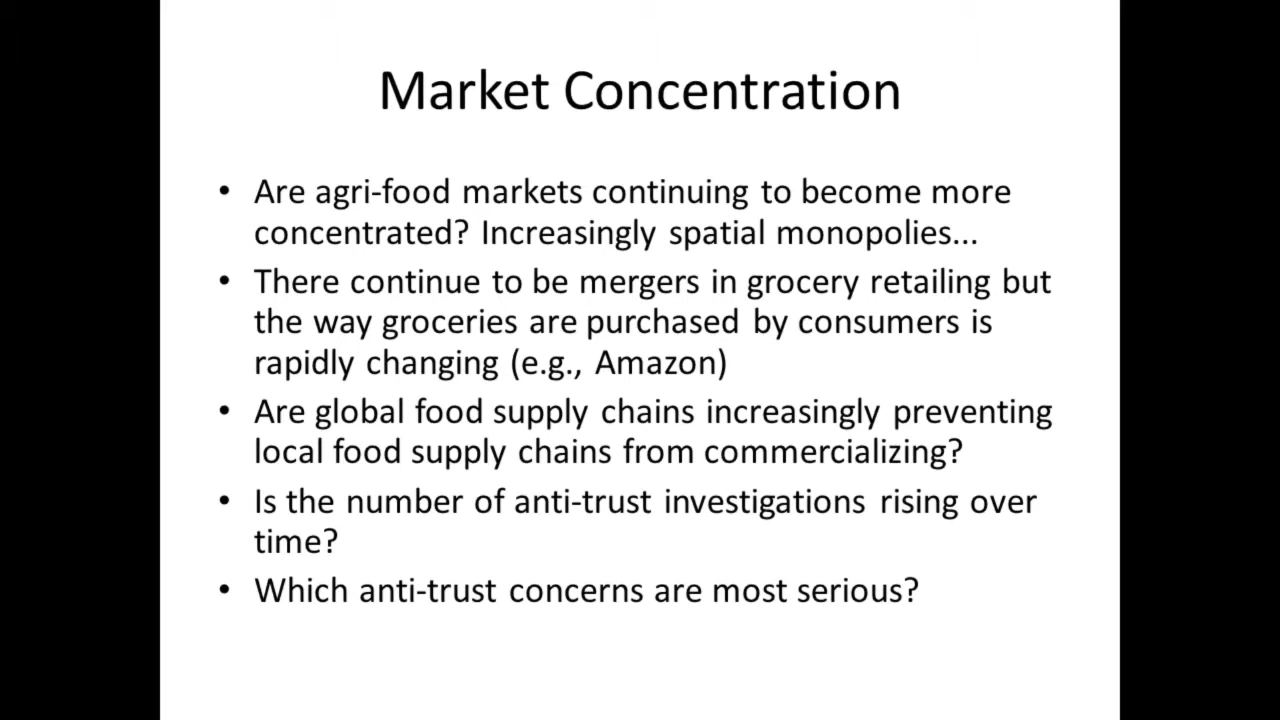 Market Concentration
• Are agri-food markets continuing to become more
concentrated? Increasingly spatial monopolies...
• There continue to be mergers in grocery retailing but
the way groceries are purchased by consumers is
rapidly changing (e.g., Amazon)
• Are global food supply chains increasingly preventing
local food supply chains from commercializing?
• Is the number of anti-trust investigations rising over
time?
• Which anti-trust concerns are most serious?